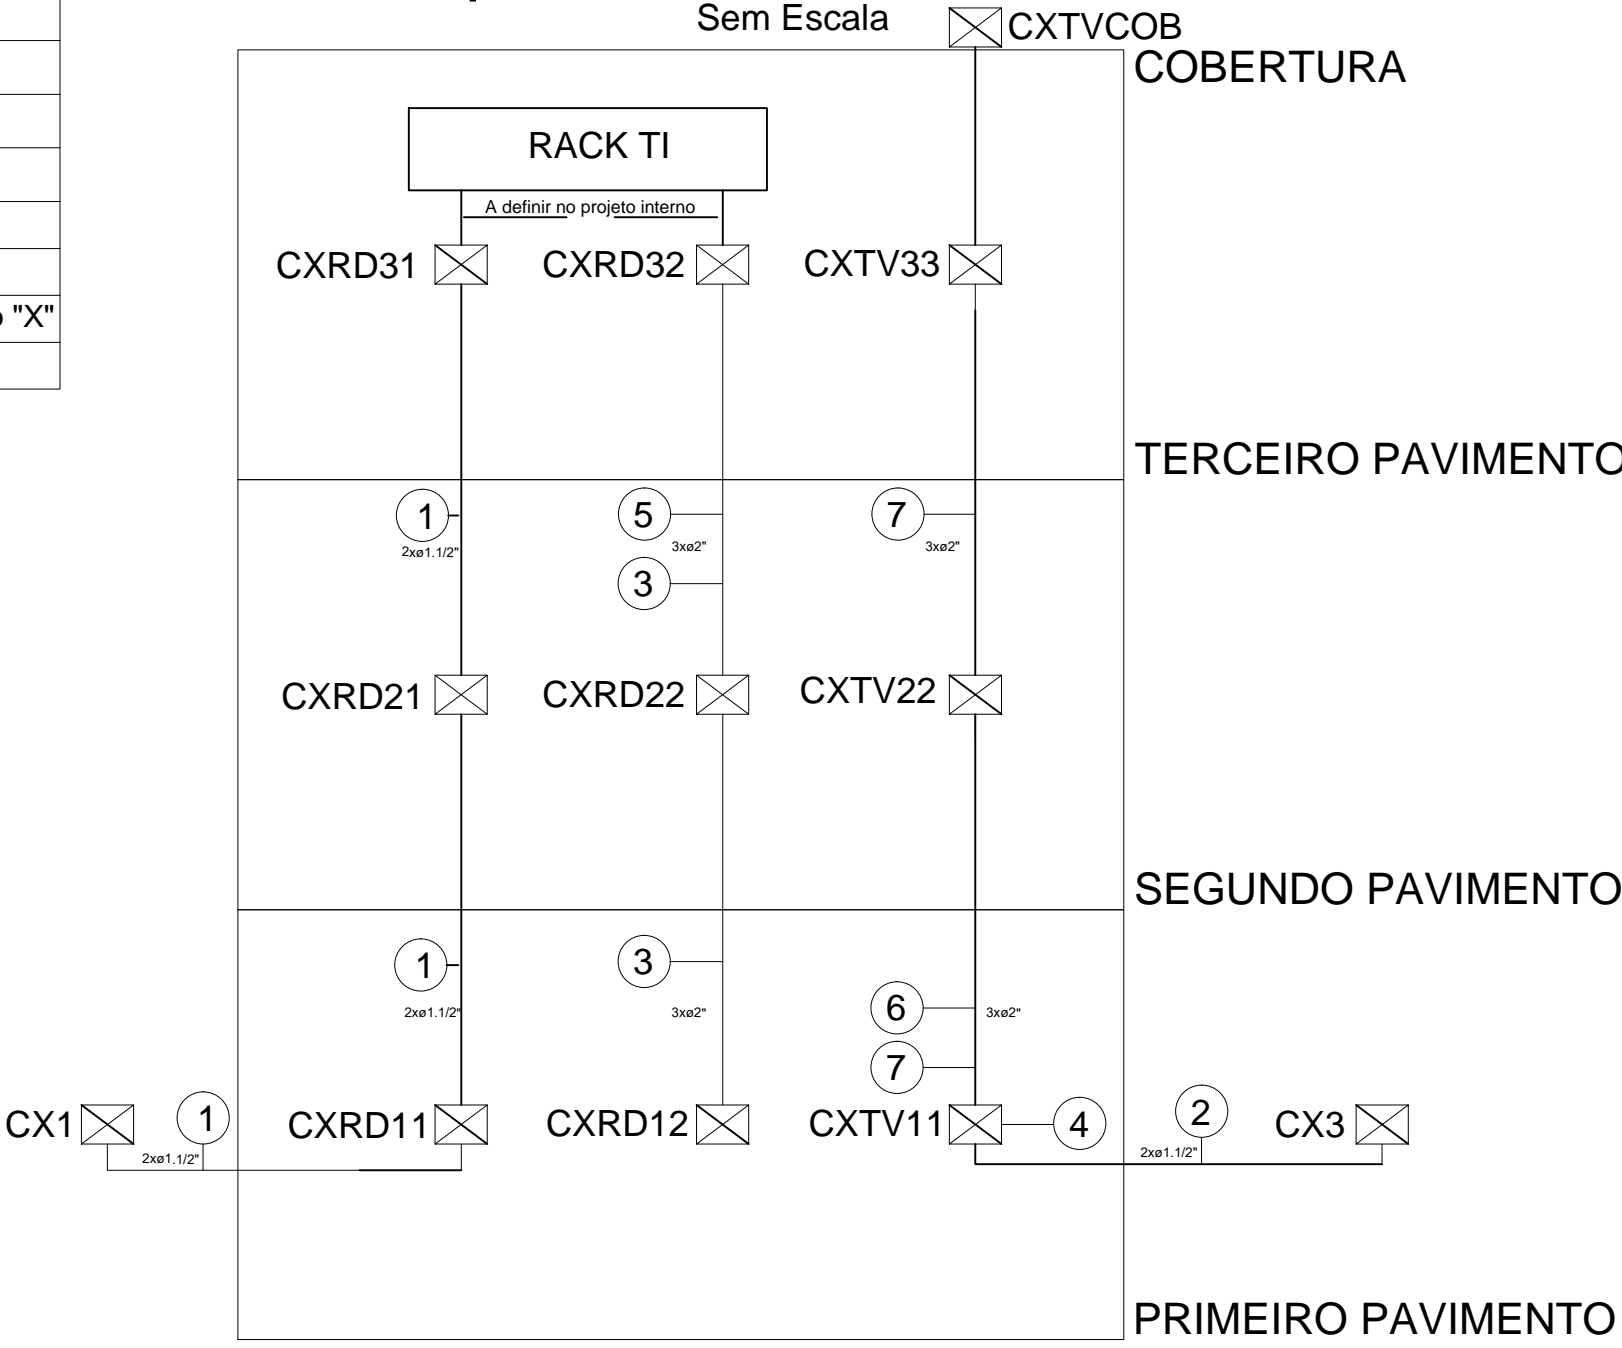 Sem Escala
CXTVCOB
COBERTURA
RACK TI
A definir no projeto interno
CXRD31
CXRD32
CXTV33
"X"
TERCEIRO PAVIMENTO
1
5
7
2xø1.1/2"
3xø2"
3xø2"
3
CXRD21
CXRD22
CXTV22
SEGUNDO PAVIMENTO
1
3
2xø1.1/2"
3xø2"
6
3xø2"
7
CX1
1
2xø1.1/2"
CXRD11
CXRD12
CXTV11
4
2
2xø1.1/2"
CX3
PRIMEIRO PAVIMENTO